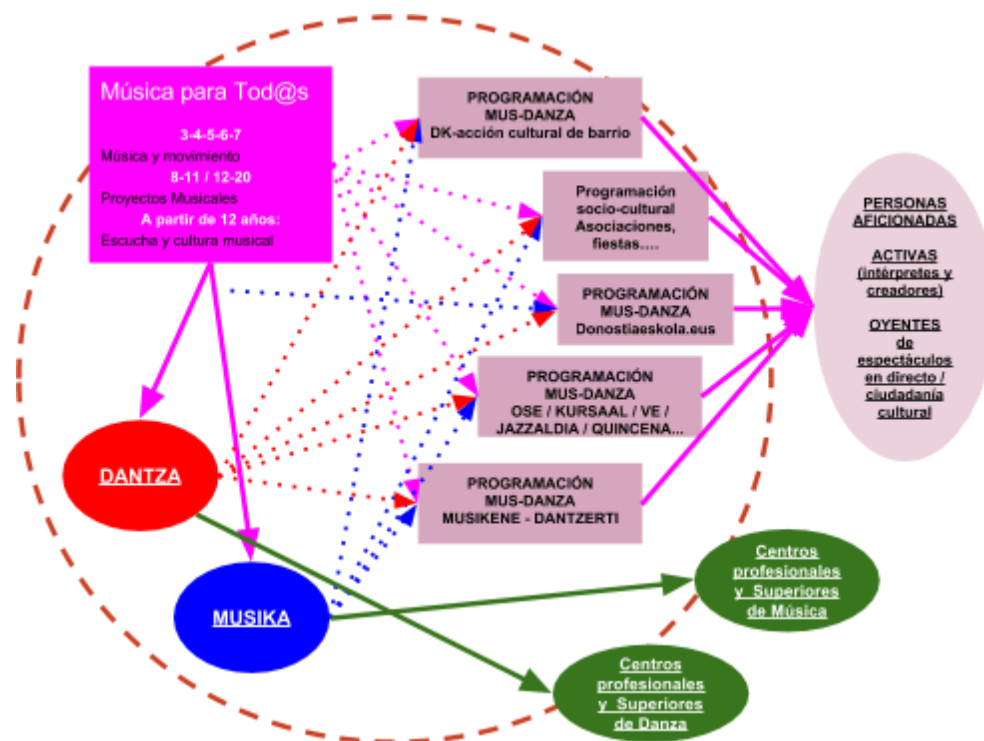 Música para Tod@s
3-4-5-6-7
Música y movimiento
8-11 / 12-20
Proyectos Musicales
A partir de 12 años:
Escucha y cultura musical
PROGRAMACIÓN
MUS-DANZA
DK-acción cultural de barrio
Programación
socio-cultural
Asociaciones,
fiestas....
PROGRAMACIÓN
MUS-DANZA
Donostiaeskola.eus
PROGRAMACIÓN
MUS-DANZA
OSE / KURSAAL / VE /
JAZZALDIA / QUINCENA...
PROGRAMACIÓN
MUS-DANZA
MUSIKENE - DANTZERTI
PERSONAS
AFICIONADAS
ACTIVAS
(intérpretes y
creadores)
OYENTES
de
espectáculos
en directo /
ciudadanía
cultural
DANTZA
MUSIKA
Centros
profesionales
y Superiores
de Música
Centros
profesionales
y Superiores
de Danza